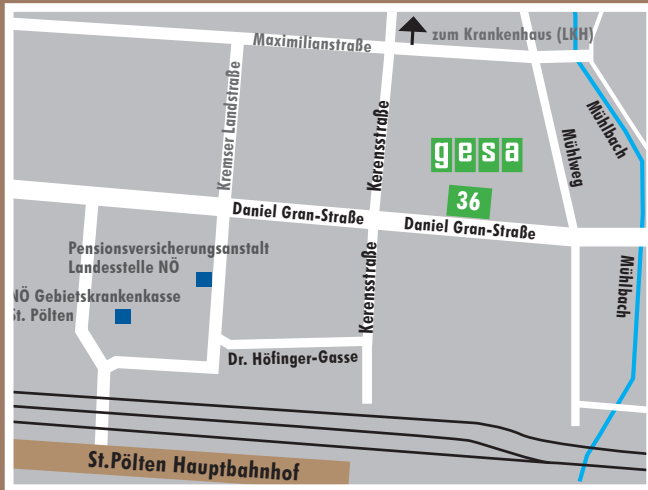 Maximilianstraße
zum Krankenhaus (LKH)
Kremser Landstraße
Kerensstraße
gesa
36
Mühlweg
Mühlbach
Daniel Gran-Straße
Daniel Gran-Straße
Pensionsversicherungsanstalt
Landesstelle NÖ
NÖ Gebietskrankenkasse
St. Pölten
Kerensstraße
Mühlbach
Dr. Höfinger-Gasse
St.Pölten Hauptbahnhof